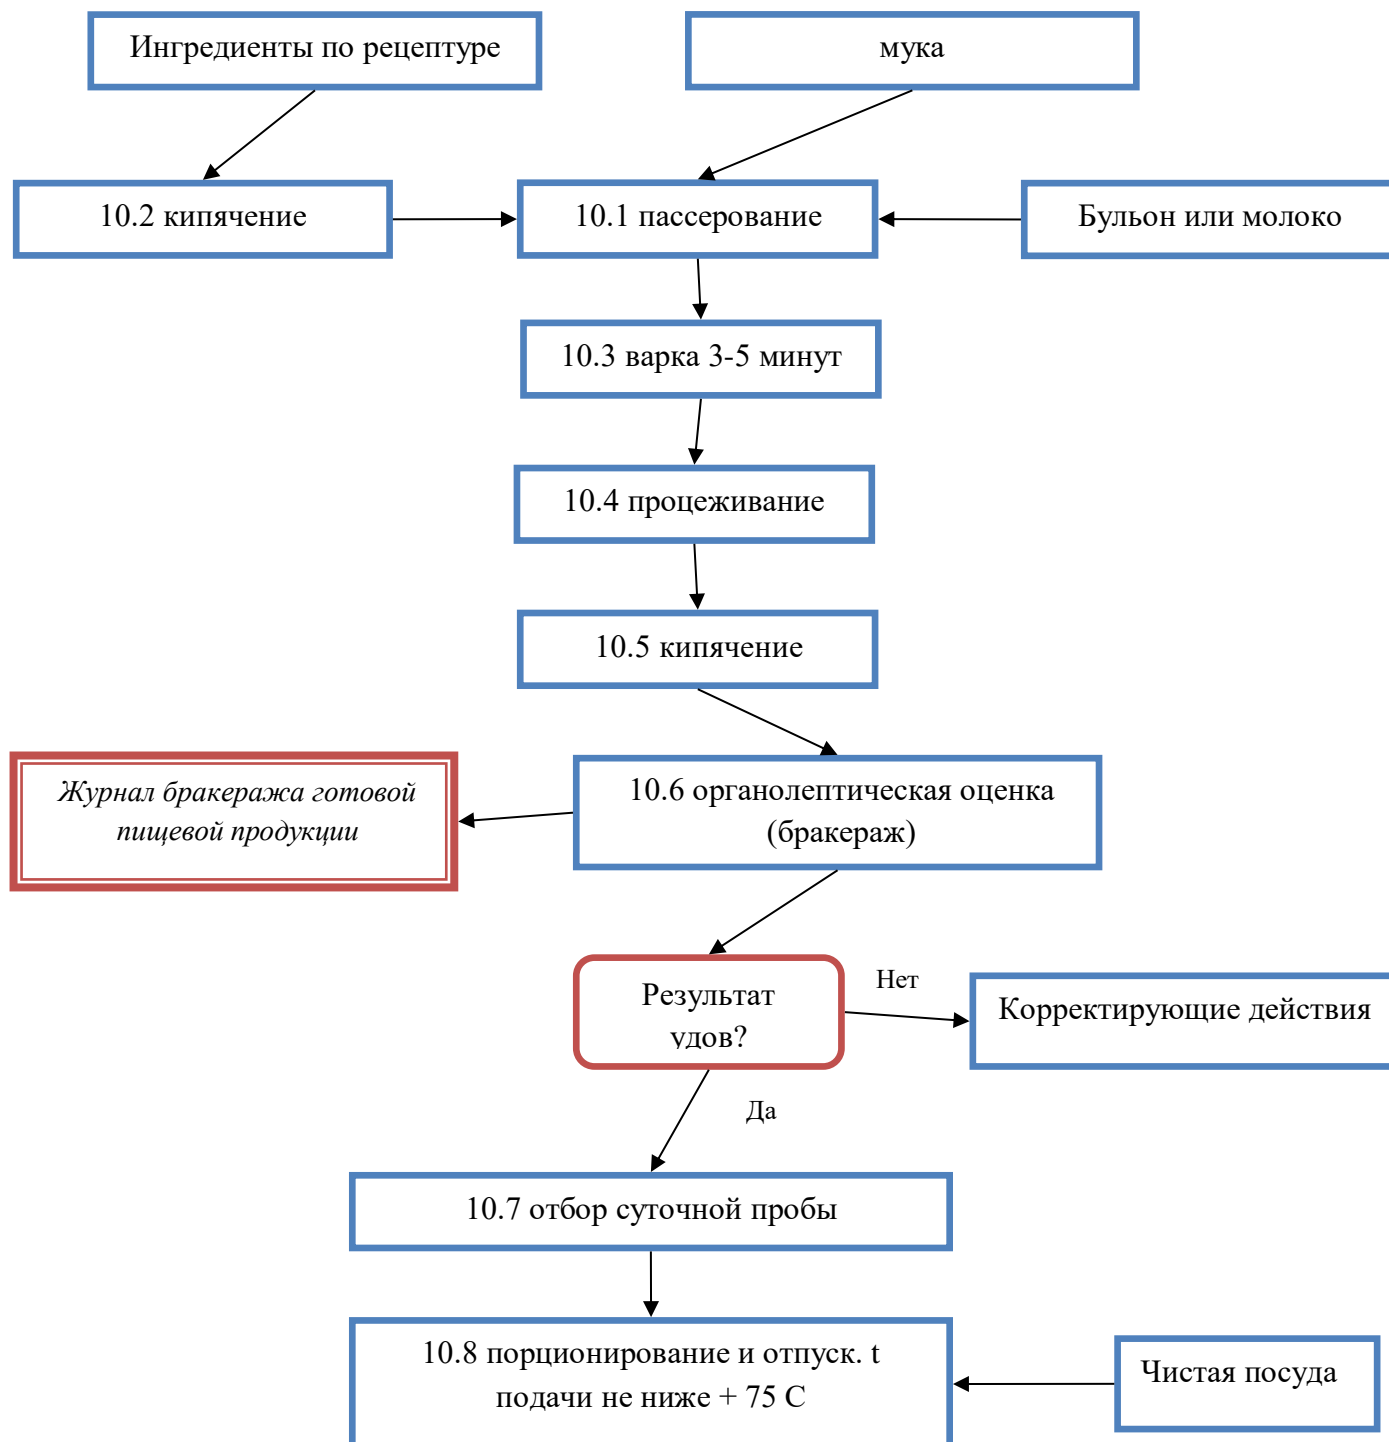 Ингредиенты по рецептуре
мука
10.2 кипячение
10.1 пассерование
Бульон или молоко
10.3 варка 3-5 минут
10.4 процеживание
10.5 кипячение
Журнал бракеража готовой
пищевой продукции
10.6 органолептическая оценка
(бракераж)
Результат
удов?
Нет
Корректирующие действия
Да
10.7 отбор суточной пробы
10.8 порционирование и отпуск. t
подачи не ниже + 75 С
Чистая посуда